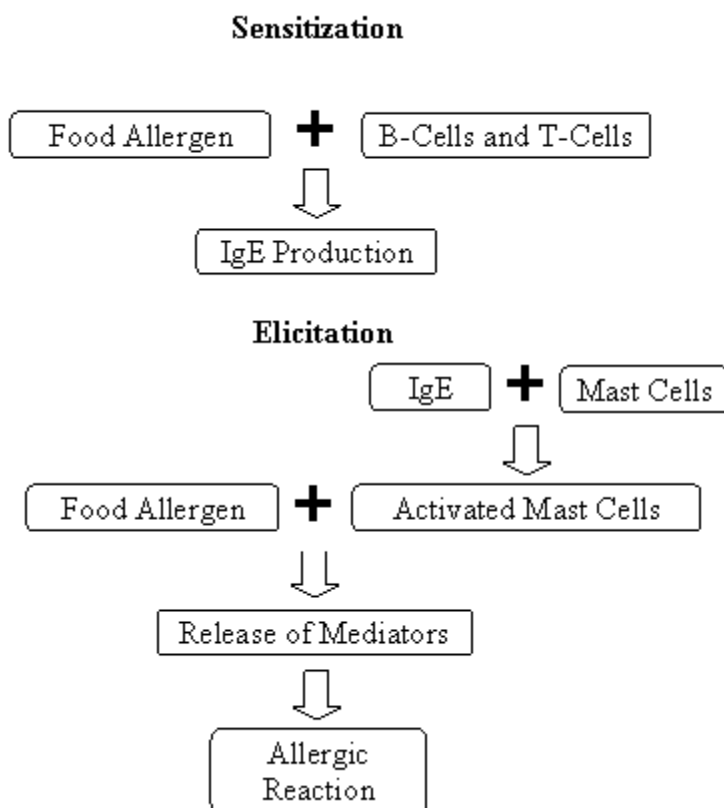 Sensitization
Food Allergen + B-Cells and T-Cells
IgE Production
Elicitation
IgE + Mast Cells
Food Allergen + Activated Mast Cells
Release of Mediators
Allergic
Reaction